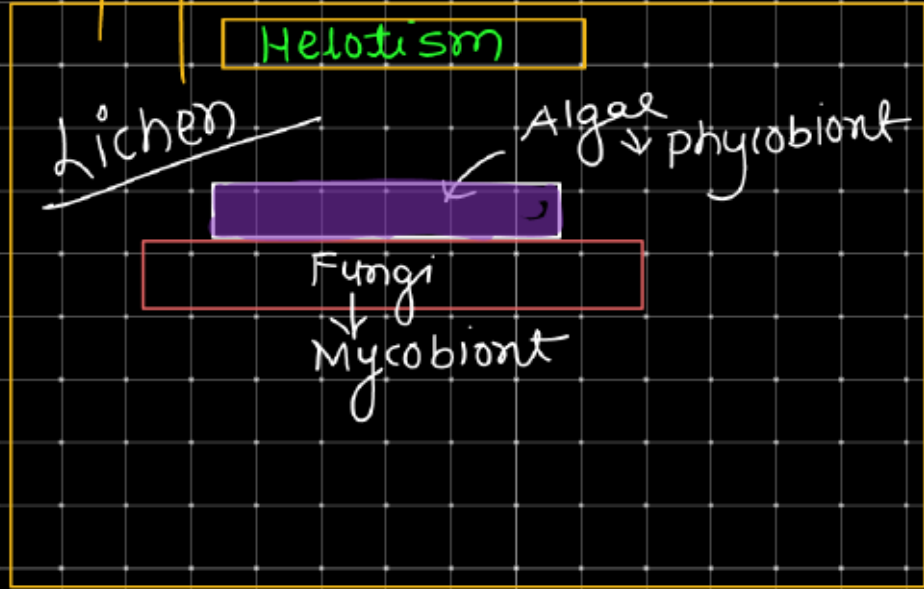 Helotism
Lichen
Algae
↓ phycobiont
Fungi
↓
Mycobiont